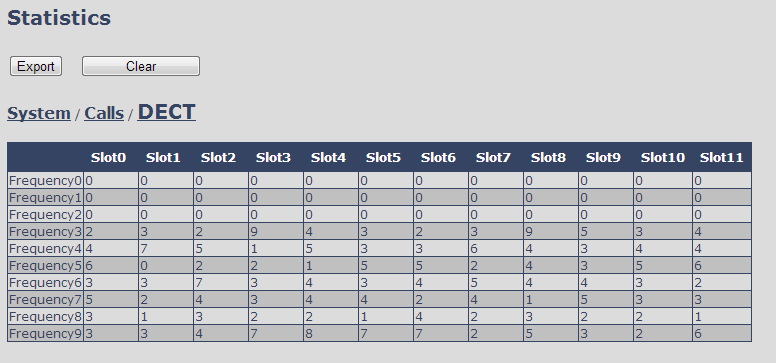 Statistics
Export Clear
System / Calls / DECT
Slot0 Slot1 Slot2 Slot3 Slot4 Slot5 Slot6 Slot7 Slot8 Slot9 Slot10 Slot11
Frequency0 0 0 0 0 0 0 0 0 0 0 0 0
Frequency1 0 0 0 0 0 0 0 0 0 0 0 0
Frequency2 0 0 0 0 0 0 0 0 0 0 0 0
Frequency3 2 3 2 9 4 3 2 3 9 5 3 4
Frequency4 4 7 5 1 5 3 3 6 4 3 4 4
Frequency5 6 0 2 2 1 5 5 2 4 3 5 6
Frequency6 3 3 7 3 4 3 4 5 4 4 3 2
Frequency7 5 2 4 3 4 4 2 4 1 5 3 3
Frequency8 3 1 3 2 2 1 4 2 3 2 2 1
Frequency9 3 3 4 7 8 7 7 2 5 3 2 6